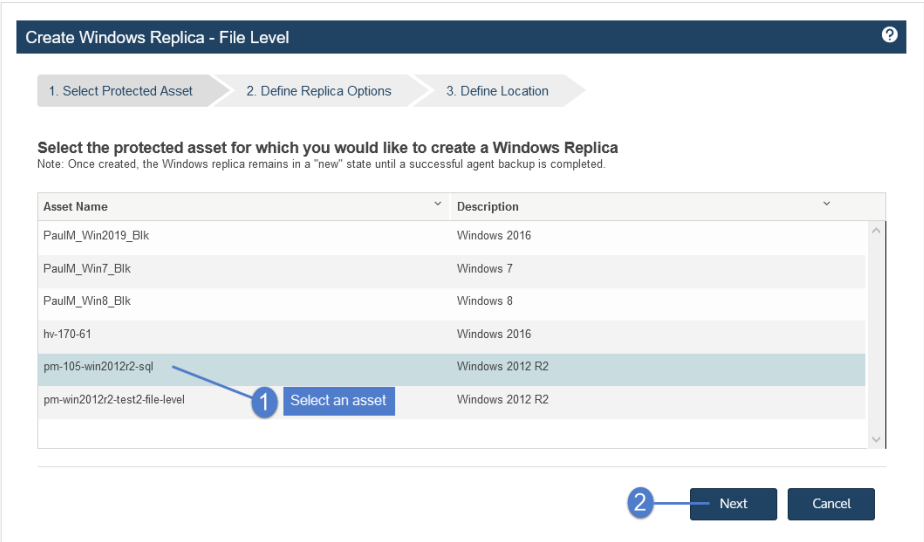 Create Windows Replica - File Level
?
1. Select Protected Asset 2. Define Replica Options 3. Define Location
Select the protected asset for which you would like to create a Windows Replica
Note: Once created, the Windows replica remains in a "new" state until a successful agent backup is completed.
Asset Name Description
PaulM_Win2019_Blk Windows 2016
PaulM_Win7_Blk Windows 7
PaulM_Win8_Blk Windows 8
hv-170-61 Windows 2016
pm-105-win2012r2-sql Windows 2012 R2
pm-win2012r2-test2-file-level Windows 2012 R2
1 Select an asset
2 Next Cancel